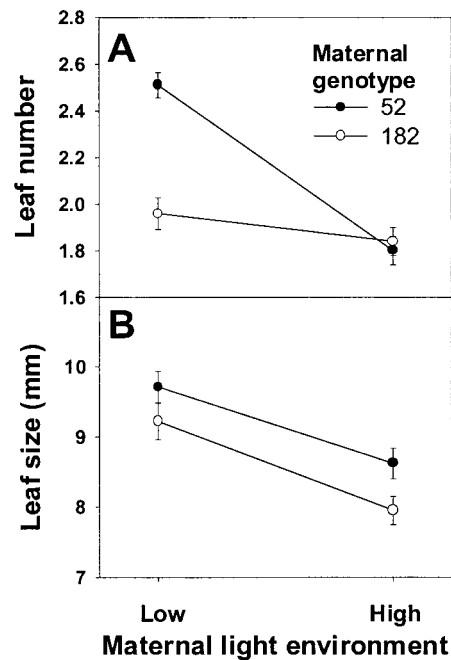 A
Leaf number
2.8
2.6
2.4
2.2
2.0
1.8
1.6
Maternal
genotype
52
182
B
Leaf size (mm)
10
9
8
7
Low High
Maternal light environment